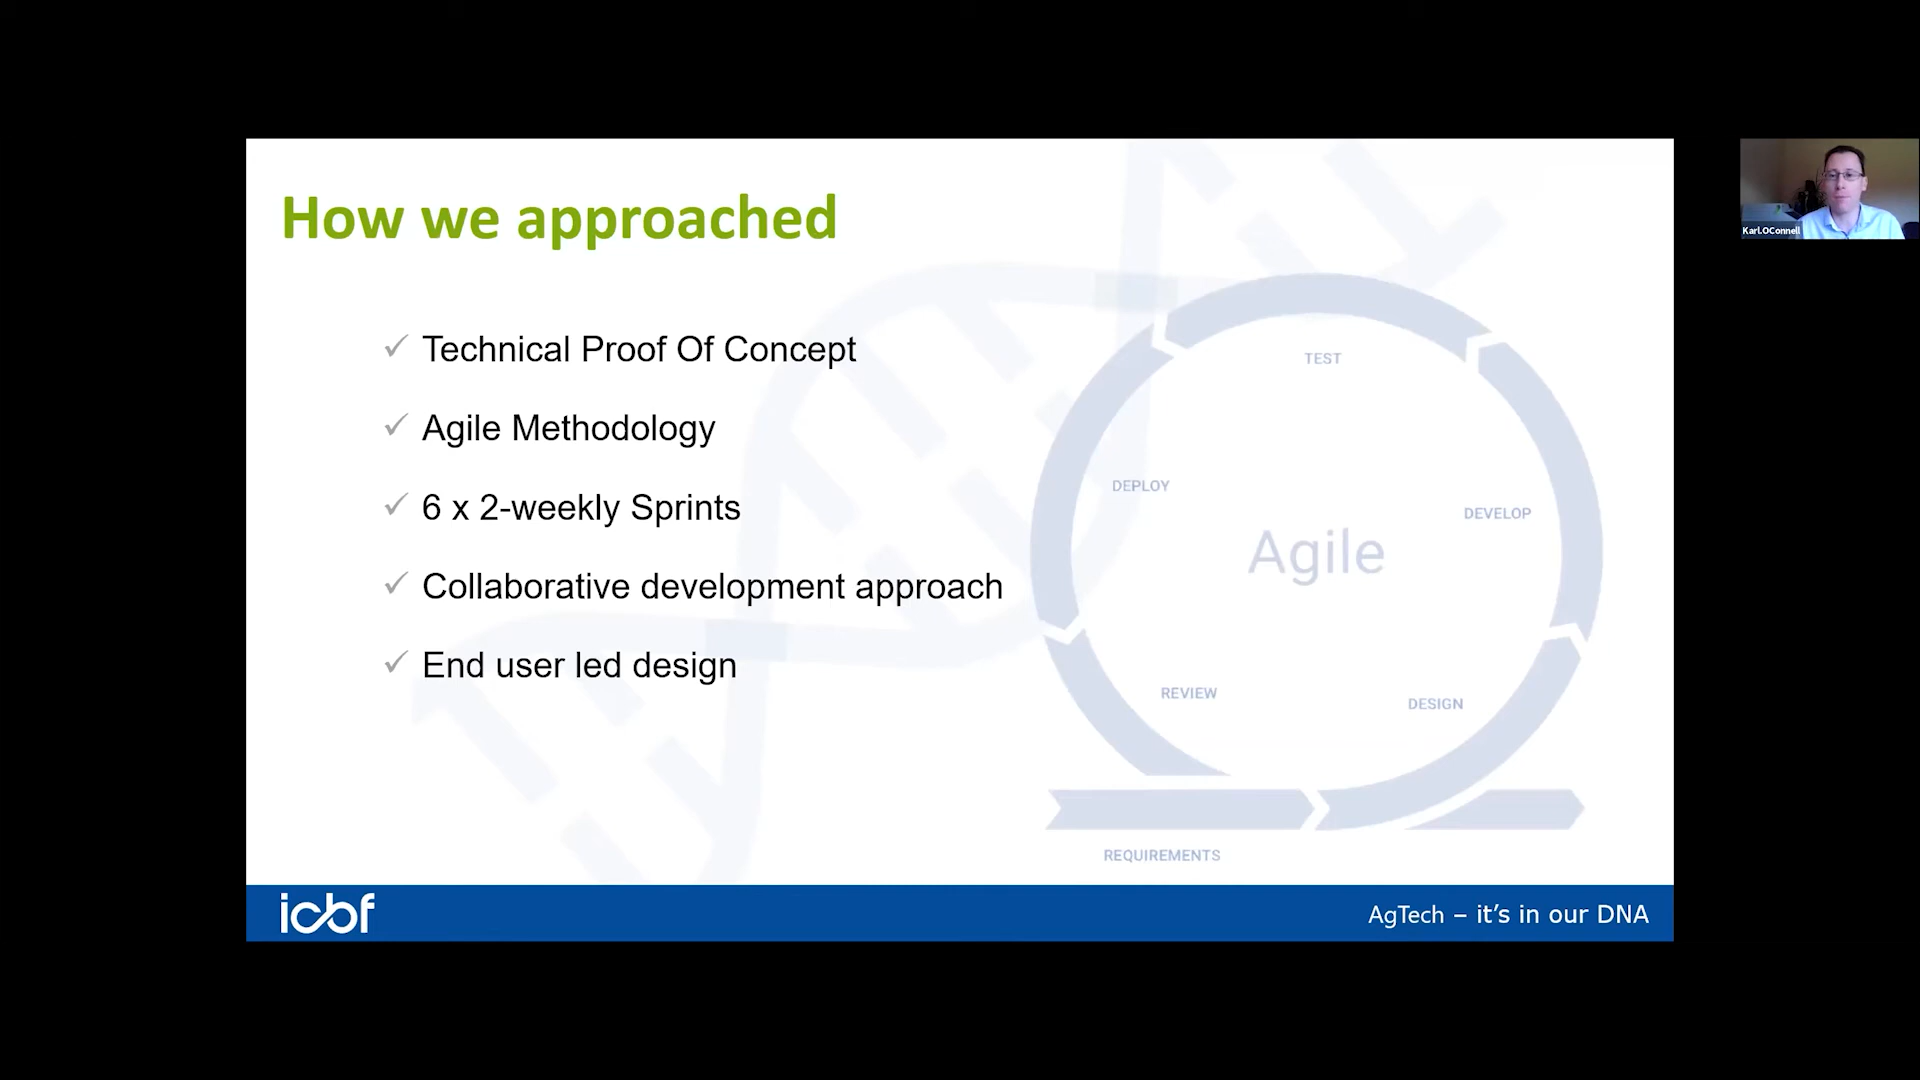 How we approached
Technical Proof Of Concept
Agile Methodology
6 x 2-weekly Sprints
Collaborative development approach
End user led design
TEST
DEPLOY
DEVELOP
Agile
REVIEW
DESIGN
REQUIREMENTS
icbf
AgTech – it’s in our DNA
Karl.OConnell